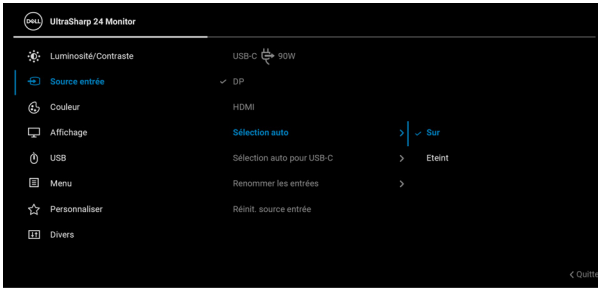 DELL UltraSharp 24 Monitor
Luminosité/Contraste USB-C 90W
Source entrée DP
Couleur HDMI
Affichage Sélection auto Sur
USB Sélection auto pour USB-C Eteint
Menu Renommer les entrées
Personnaliser Réinit. source entrée
Divers
Quitte